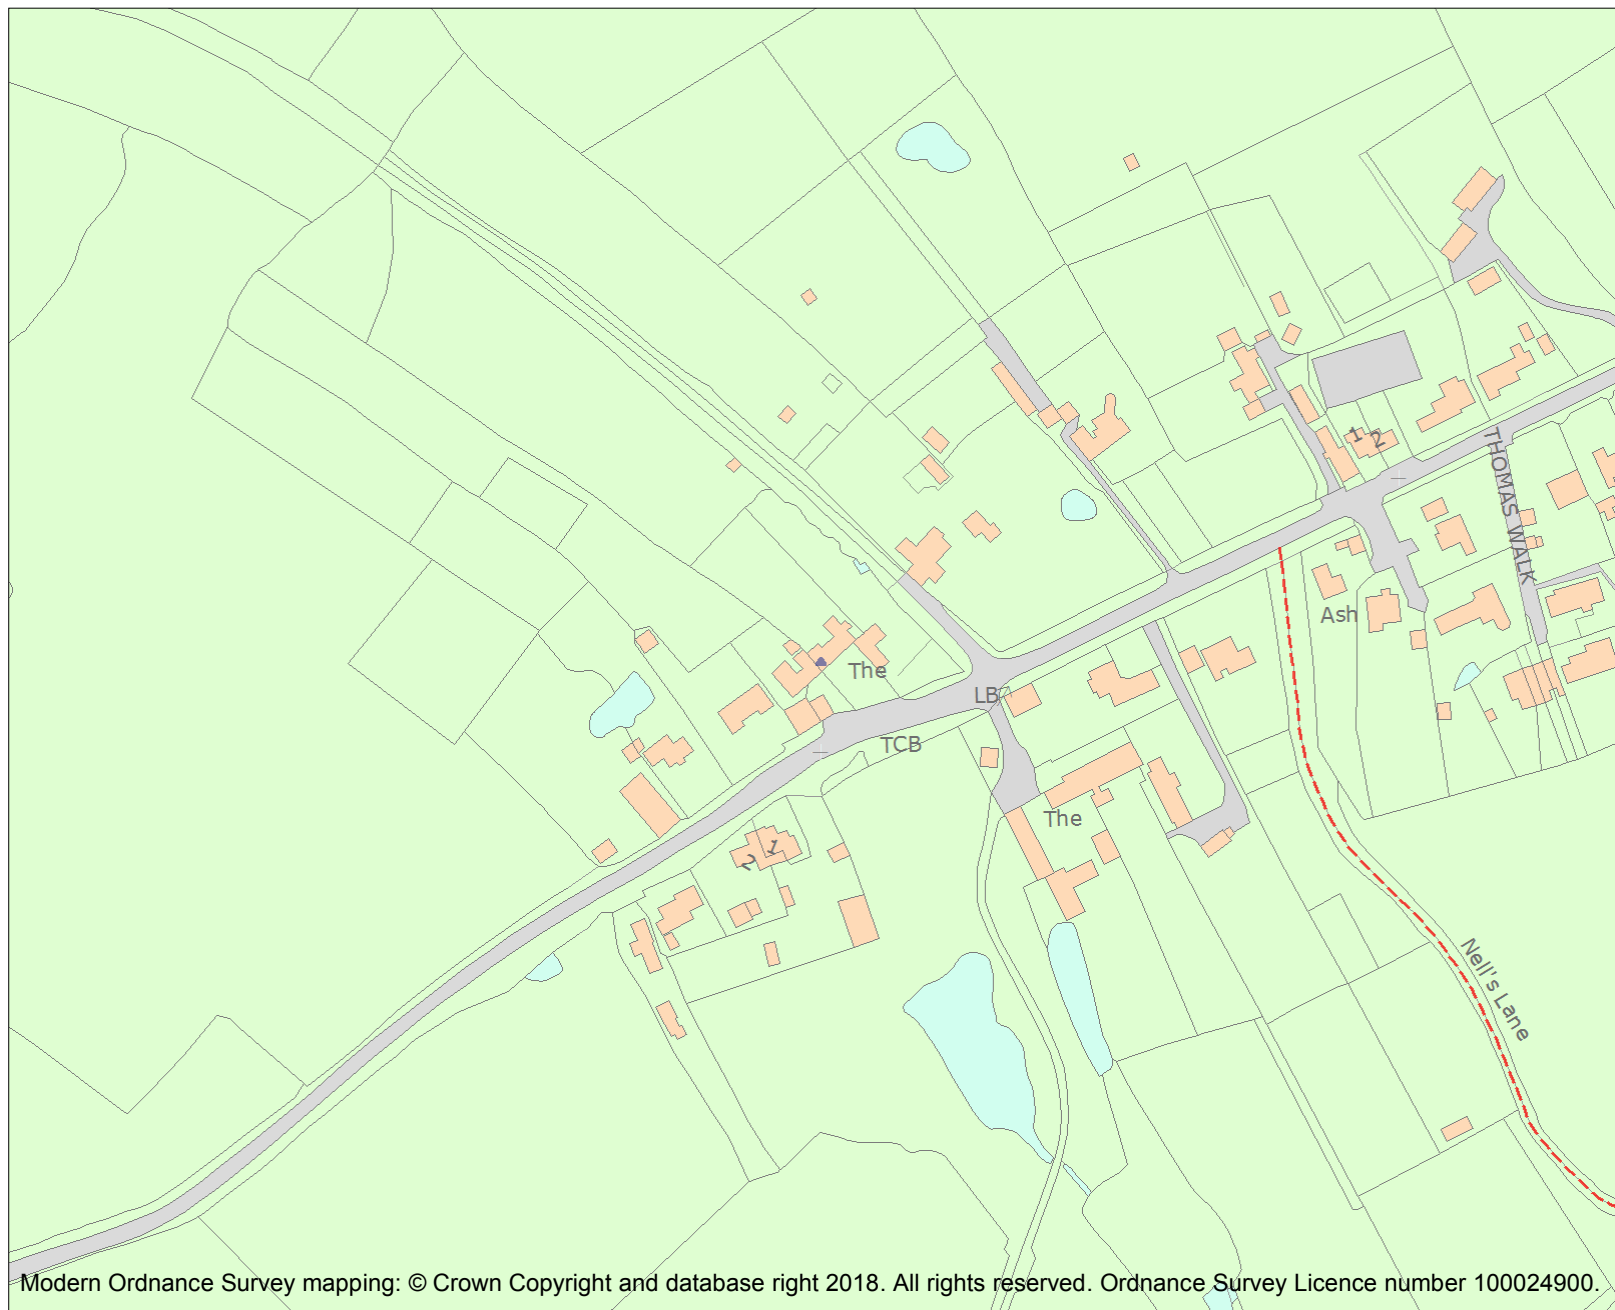 1
2
THOMAS WALK
Ash
The
LB
TCB
The
1
2
Nell's Lane
Modern Ordnance Survey mapping: © Crown Copyright and database right 2018. All rights reserved. Ordnance Survey Licence number 100024900.